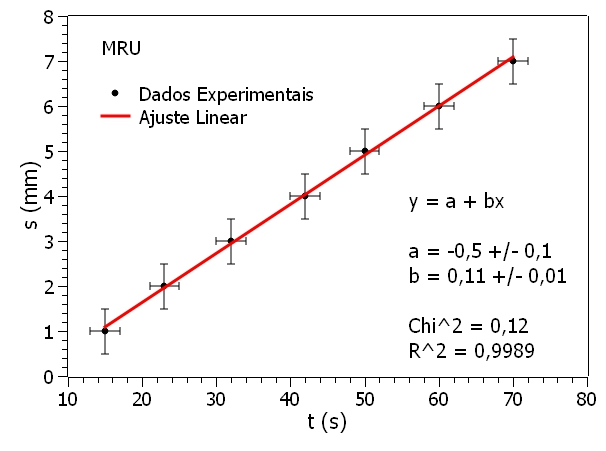 MRU
Dados Experimentais
Ajuste Linear
y = a + bx
a = -0,5 +/- 0,1
b = 0,11 +/- 0,01
Chi^2 = 0,12
R^2 = 0,9989
s (mm)
8
7
6
5
4
3
2
1
0
10 20 30 40 50 60 70 80
t (s)